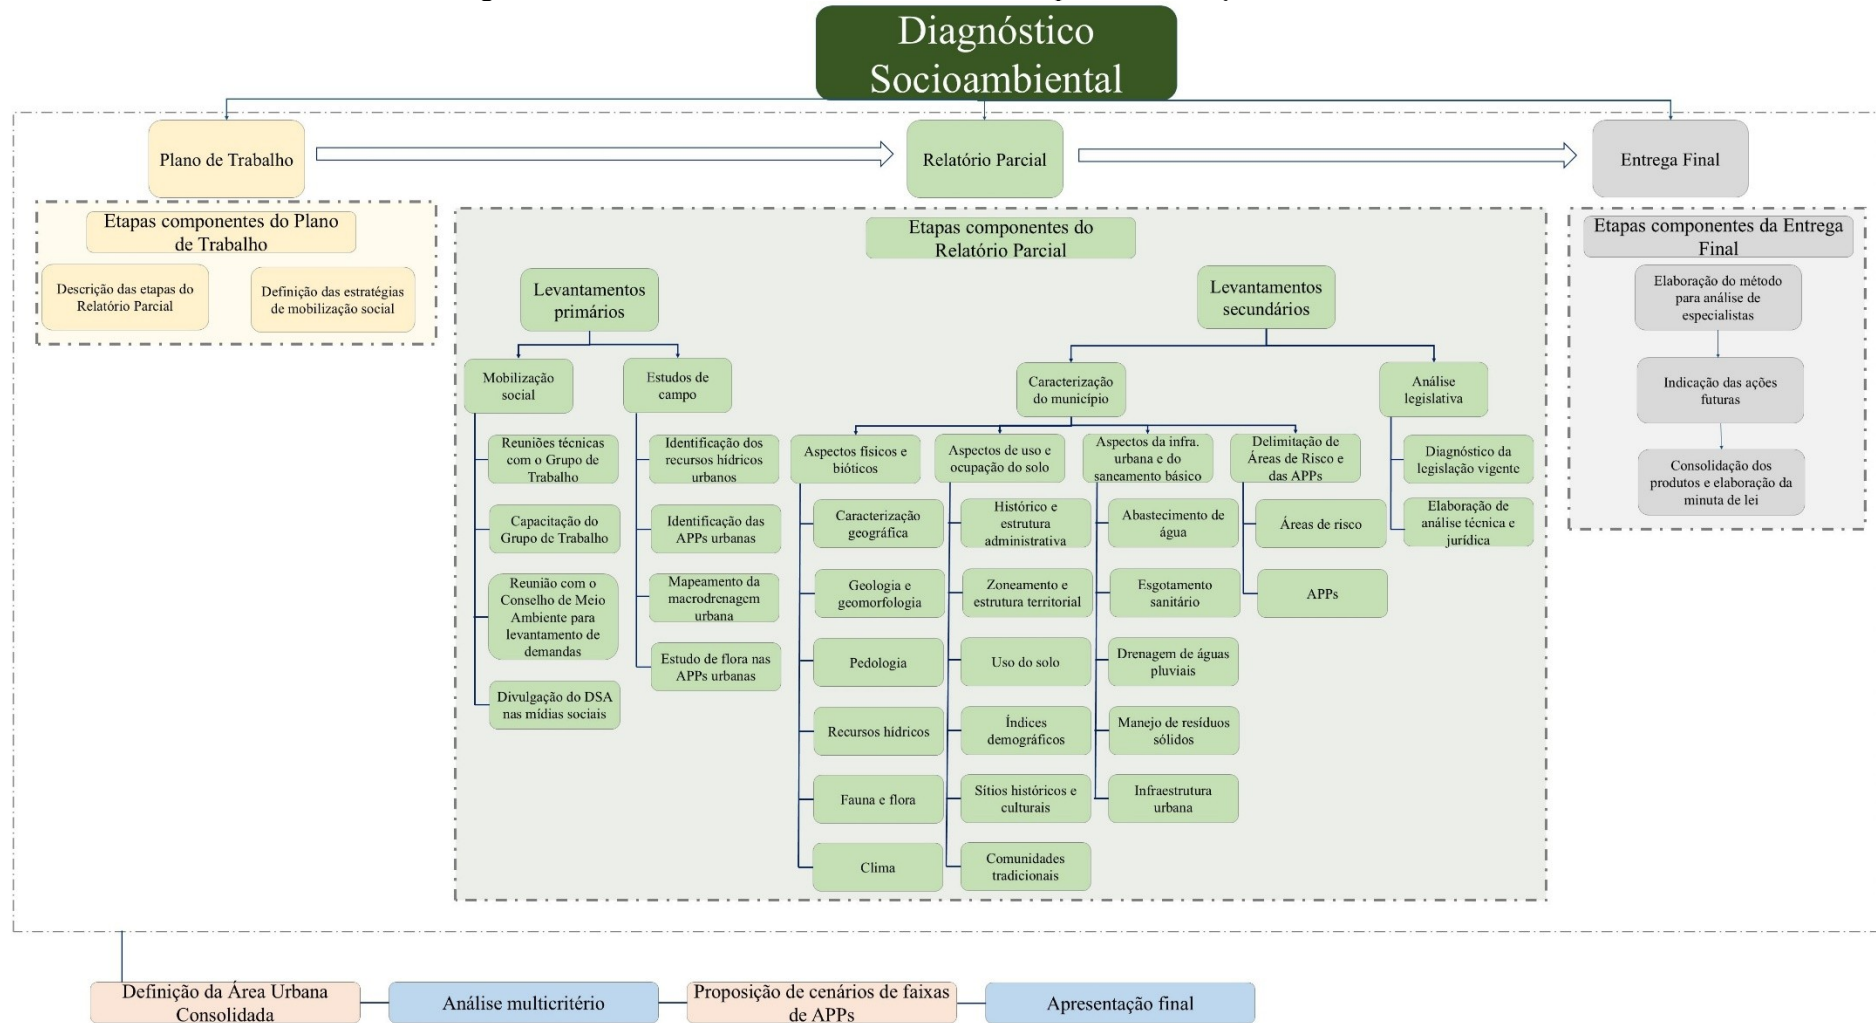 Diagnóstico
Socioambiental
Plano de Trabalho
Relatório Parcial
Entrega Final
Etapas componentes do Plano
de Trabalho
Descrição das etapas do
Relatório Parcial
Definição das estratégias
de mobilização social
Etapas componentes do
Relatório Parcial
Levantamentos
primários
Levantamentos
secundários
Mobilização
social
Estudos de
campo
Caracterização
do município
Análise
legislativa
Reuniões técnicas
com o Grupo de
Trabalho
Capacitação do
Grupo de Trabalho
Reunião com o
Conselho de Meio
Ambiente para
levantamento de
demandas
Divulgação do DSA
nas mídias sociais
Identificação dos
recursos hídricos
urbanos
Identificação das
APPs urbanas
Mapeamento da
macrodrenagem
urbana
Estudo de flora nas
APPs urbanas
Aspectos físicos e
bióticos
Caracterização
geográfica
Geologia e
geomorfologia
Pedologia
Recursos hídricos
Fauna e flora
Clima
Aspectos de uso e
ocupação do solo
Histórico e
estrutura
administrativa
Zoneamento e
estrutura territorial
Uso do solo
Índices
demográficos
Sítios históricos e
culturais
Comunidades
tradicionais
Aspectos da infra.
urbana e do
saneamento básico
Abastecimento de
água
Esgotamento
sanitário
Drenagem de águas
pluviais
Manejo de resíduos
sólidos
Infraestrutura
urbana
Delimitação de
Áreas de Risco e
das APPs
Áreas de risco
APPs
Diagnóstico da
legislação vigente
Elaboração de
análise técnica e
jurídica
Etapas componentes da Entrega
Final
Elaboração do método
para análise de
especialistas
Indicação das ações
futuras
Consolidação dos
produtos e elaboração da
minuta de lei
Definição da Área Urbana
Consolidada
Análise multicritério
Proposição de cenários de faixas
de APPs
Apresentação final